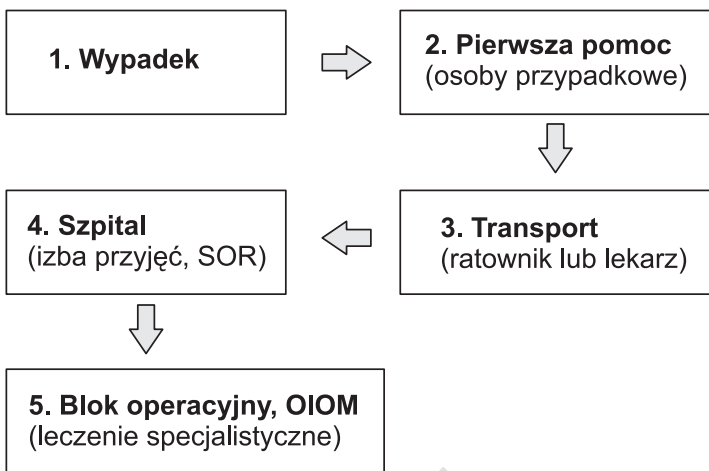 1. Wypadek
2. Pierwsza pomoc
(osoby przypadkowe)
3. Transport
(ratownik lub lekarz)
4. Szpital
(izba przyjęć, SOR)
5. Blok operacyjny, OIOM
(leczenie specjalistyczne)